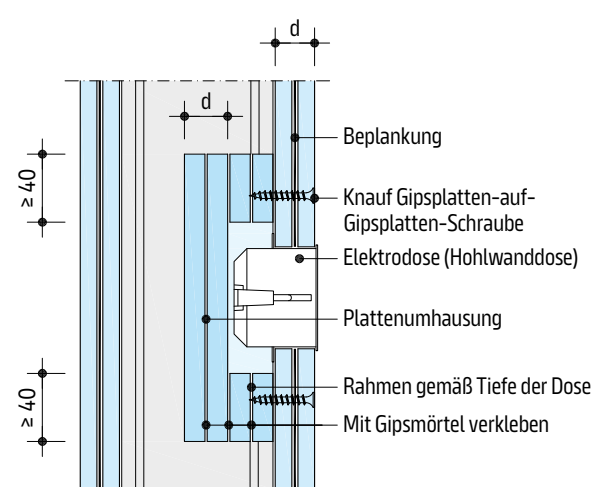 d
d
Beplankung
≥ 40
Knauf Gipsplatten-auf-
Gipsplatten-Schraube
Elektrodose (Hohlwanddose)
Plattenumhausung
≥ 40
Rahmen gemäß Tiefe der Dose
Mit Gipsmörtel verkleben